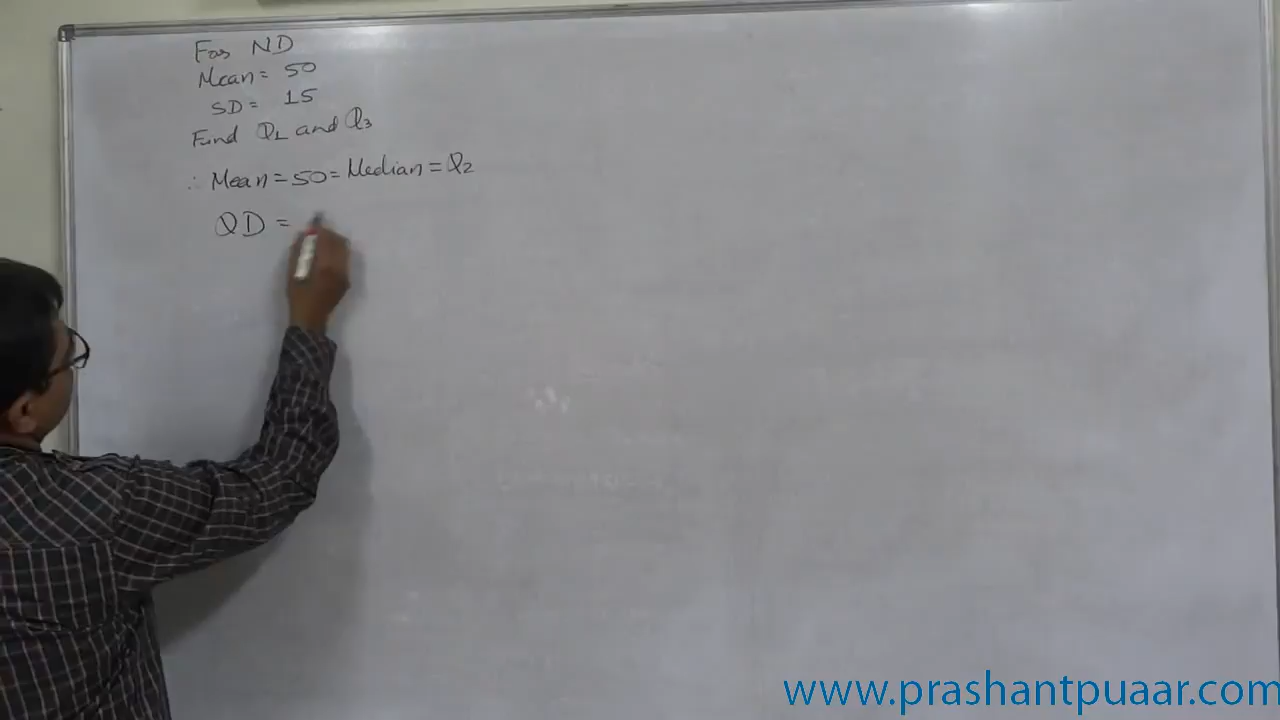 For ND
Mean = 50
SD = 15
Find Q1 and Q3
∴ Mean = 50 = Median = Q2
QD =
www.prashantpuaar.com